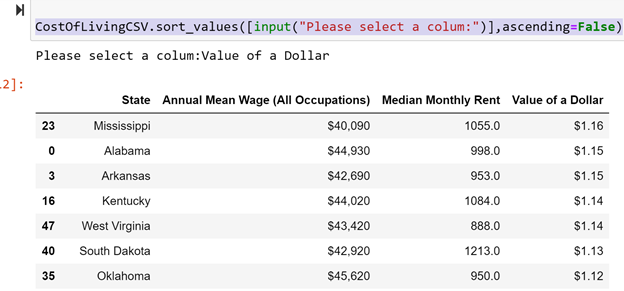 CostOfLivingCSV.sort_values([input("Please select a colum:")],ascending=False)
Please select a colum:Value of a Dollar
2]:
State Annual Mean Wage (All Occupations) Median Monthly Rent Value of a Dollar
23 Mississippi $40,090 1055.0 $1.16
0 Alabama $44,930 998.0 $1.15
3 Arkansas $42,690 953.0 $1.15
16 Kentucky $44,020 1084.0 $1.14
47 West Virginia $43,420 888.0 $1.14
40 South Dakota $42,920 1213.0 $1.13
35 Oklahoma $45,620 950.0 $1.12